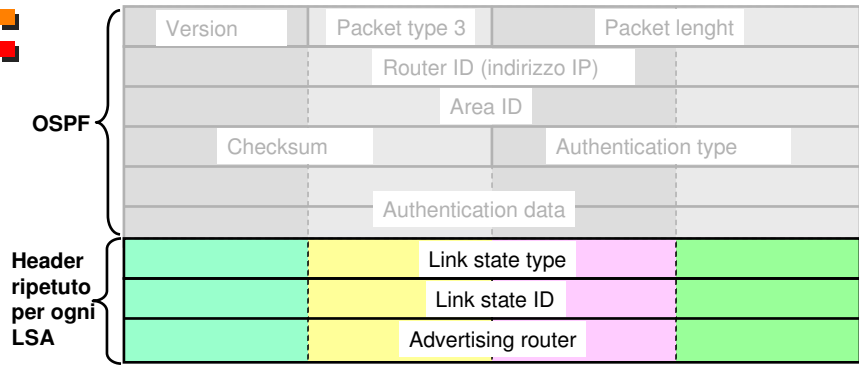 Version Packet type 3 Packet lenght
Router ID (indirizzo IP)
Area ID
OSPF
Checksum Authentication type
Authentication data
Header
ripetuto
per ogni
LSA
Link state type
Link state ID
Advertising router